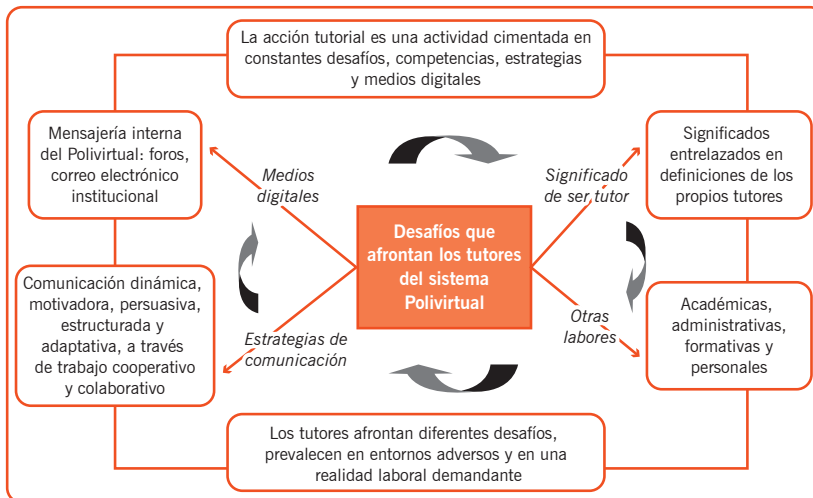 La acción tutorial es una actividad cimentada en
constantes desafíos, competencias, estrategias
y medios digitales
Mensajería interna
del Polivirtual: foros,
correo electrónico
institucional
Medios
digitales
Significado
de ser tutor
Significados
entrelazados en
definiciones de los
propios tutores
Desafíos que
afrontan los tutores
del sistema
Polivirtual
Comunicación dinámica,
motivadora, persuasiva,
estructurada y
adaptativa, a través
de trabajo cooperativo
y colaborativo
Estrategias de
comunicación
Otras
labores
Académicas,
administrativas,
formativas y
personales
Los tutores afrontan diferentes desafíos,
prevalecen en entornos adversos y en una
realidad laboral demandante